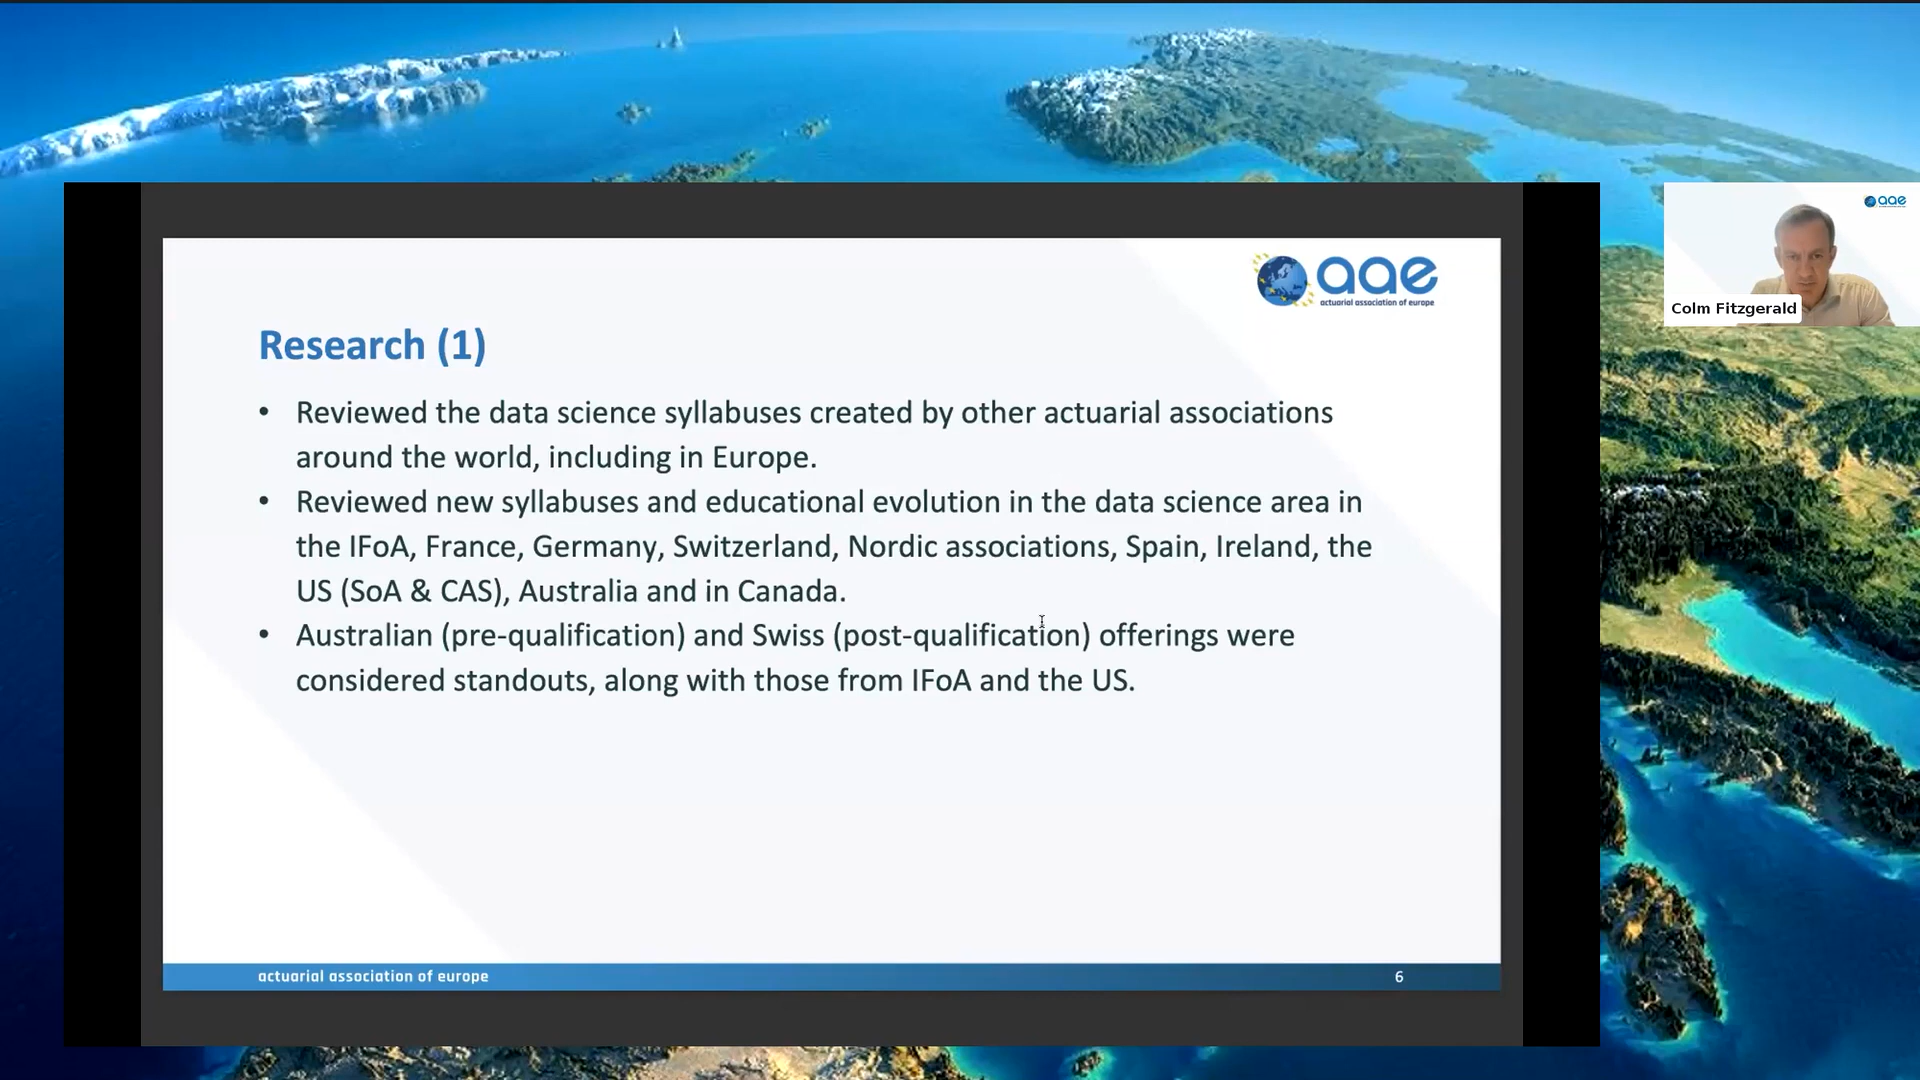 aae
actuarial association of europe
aae
Colm Fitzgerald
Research (1)
• Reviewed the data science syllabuses created by other actuarial associations
around the world, including in Europe.
• Reviewed new syllabuses and educational evolution in the data science area in
the IFoA, France, Germany, Switzerland, Nordic associations, Spain, Ireland, the
US (SoA & CAS), Australia and in Canada.
• Australian (pre-qualification) and Swiss (post-qualification) offerings were
considered standouts, along with those from IFoA and the US.
actuarial association of europe
6